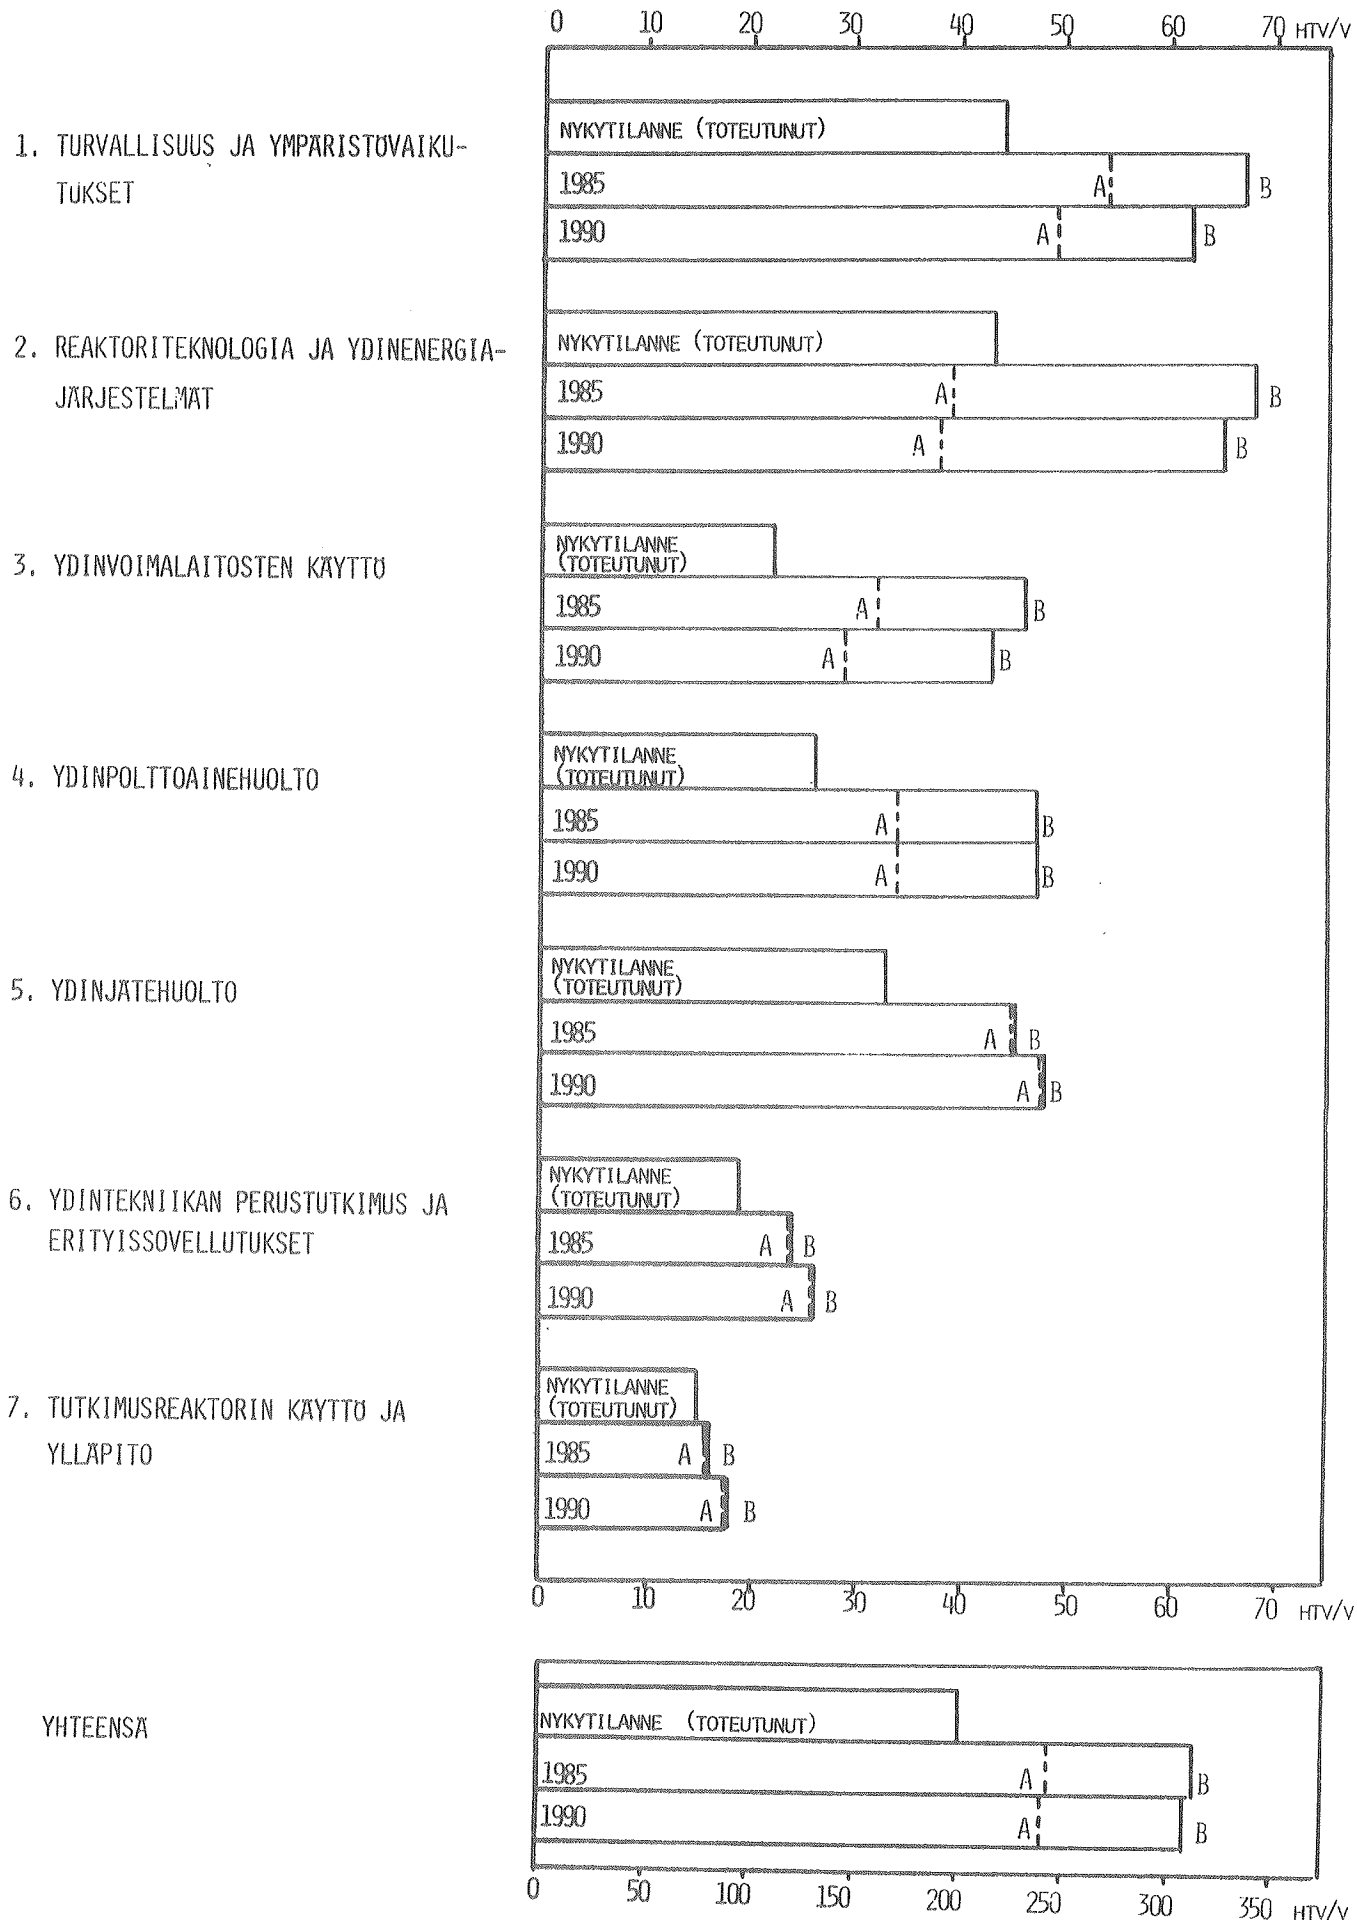 0 10 20 30 40 50 60 70 HTV/V
1. TURVALLISUUS JA YMPÄRISTÖVAIKU-
TUKSET
NYKYTILANNE (TOTEUTUNUT)
1985 A B
1990 A B
2. REAKTORITEKNOLOGIA JA YDINENERGIA-
JÄRJESTELMÄT
NYKYTILANNE (TOTEUTUNUT)
1985 A B
1990 A B
3. YDINVOIMALAITOSTEN KÄYTTÖ
NYKYTILANNE
(TOTEUTUNUT)
1985 A B
1990 A B
4. YDINPOLTTOAINEHUOLTO
NYKYTILANNE
(TOTEUTUNUT)
1985 A B
1990 A B
5. YDINJÄTEHUOLTO
NYKYTILANNE
(TOTEUTUNUT)
1985 A B
1990 A B
6. YDINTEKNIIKAN PERUSTUTKIMUS JA
ERITYISSOVELLUTUKSET
NYKYTILANNE
(TOTEUTUNUT)
1985 A B
1990 A B
7. TUTKIMUSREAKTORIN KÄYTTÖ JA
YLLÄPITO
NYKYTILANNE
(TOTEUTUNUT)
1985 A B
1990 A B
0 10 20 30 40 50 60 70 HTV/V
YHTEENSÄ
NYKYTILANNE (TOTEUTUNUT)
1985 A B
1990 A B
0 50 100 150 200 250 300 350 HTV/V